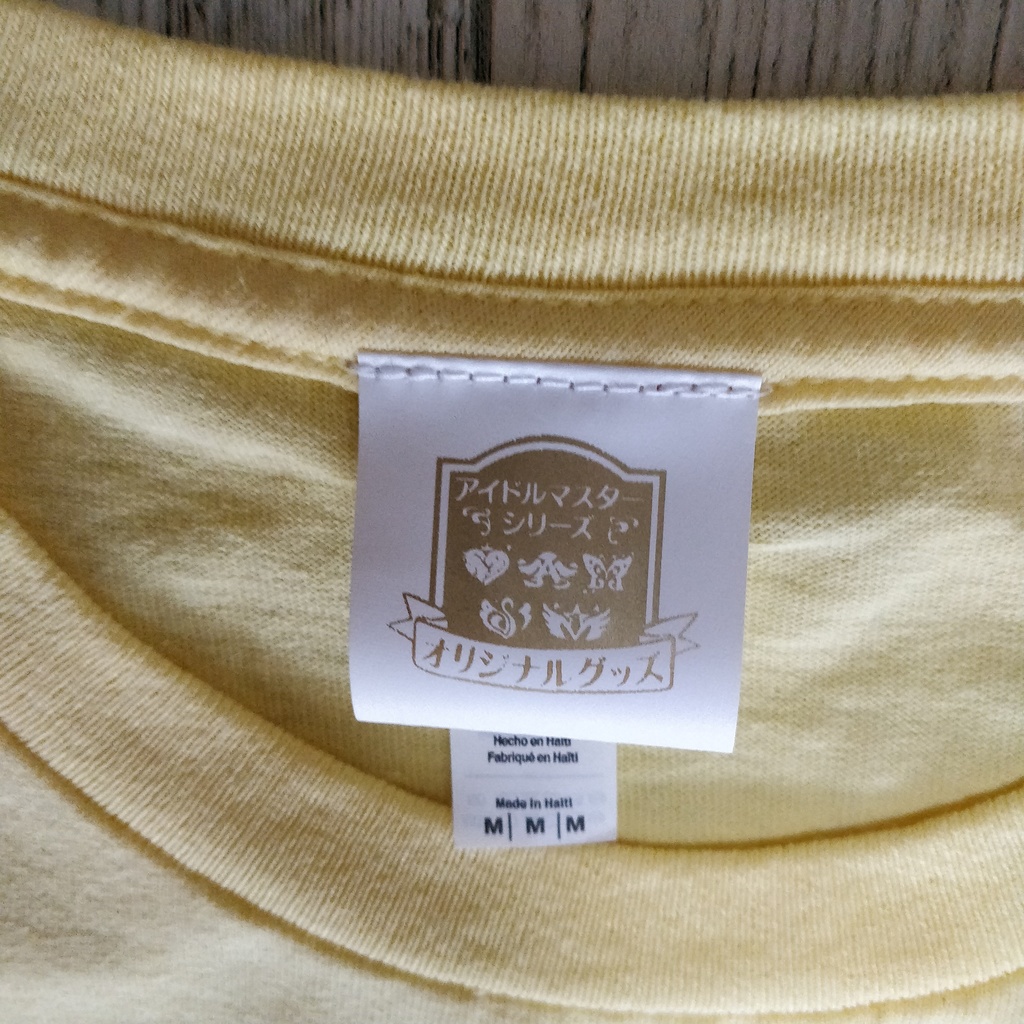 アイドルマスター
シリーズ
オリジナルグッズ
Hecho en Haití
Fabriqué en Haïti
Made in Haiti
M | M | M